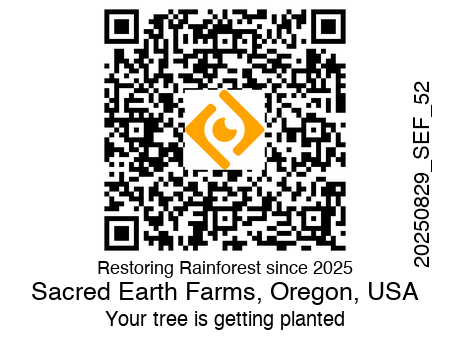 Restoring Rainforest since 2025
Sacred Earth Farms, Oregon, USA
Your tree is getting planted
20250829_SEF_52